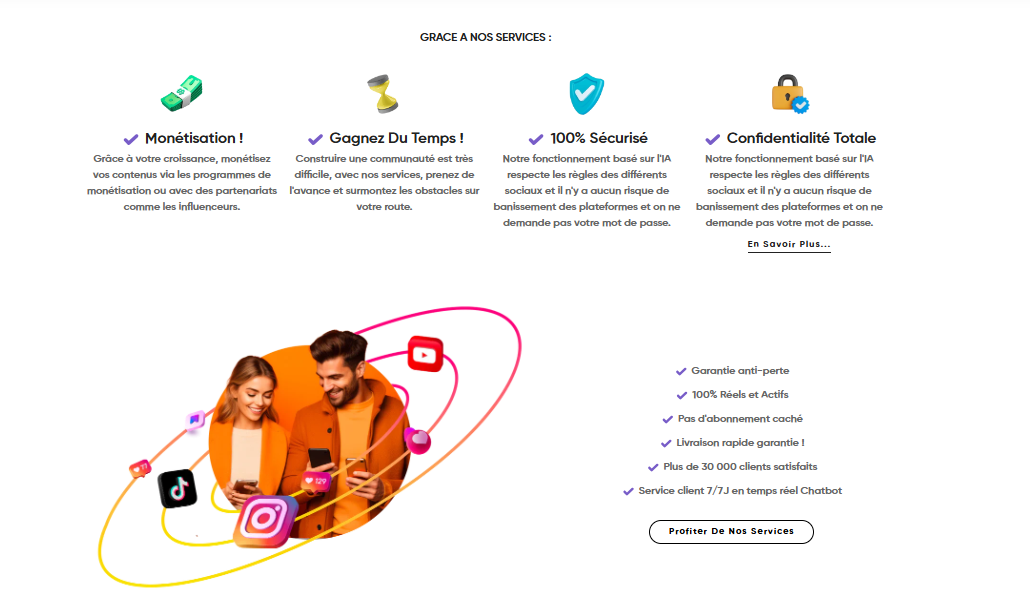 GRACE A NOS SERVICES :
Monétisation !
Grâce à votre croissance, monétisez
vos contenus via les programmes de
monétisation ou avec des partenariats
comme les influenceurs.
Gagnez Du Temps !
Construire une communauté est très
difficile, avec nos services, prenez de
l'avance et surmontez les obstacles sur
votre route.
100% Sécurisé
Notre fonctionnement basé sur l'IA
respecte les règles des différents
sociaux et il n'y a aucun risque de
banissement des plateformes et on ne
demande pas votre mot de passe.
Confidentialité Totale
Notre fonctionnement basé sur l'IA
respecte les règles des différents
sociaux et il n'y a aucun risque de
banissement des plateformes et on ne
demande pas votre mot de passe.
En Savoir Plus...
129
Garantie anti-perte
100% Réels et Actifs
Pas d'abonnement caché
Livraison rapide garantie !
Plus de 30 000 clients satisfaits
Service client 7/7J en temps réel Chatbot
Profiter De Nos Services